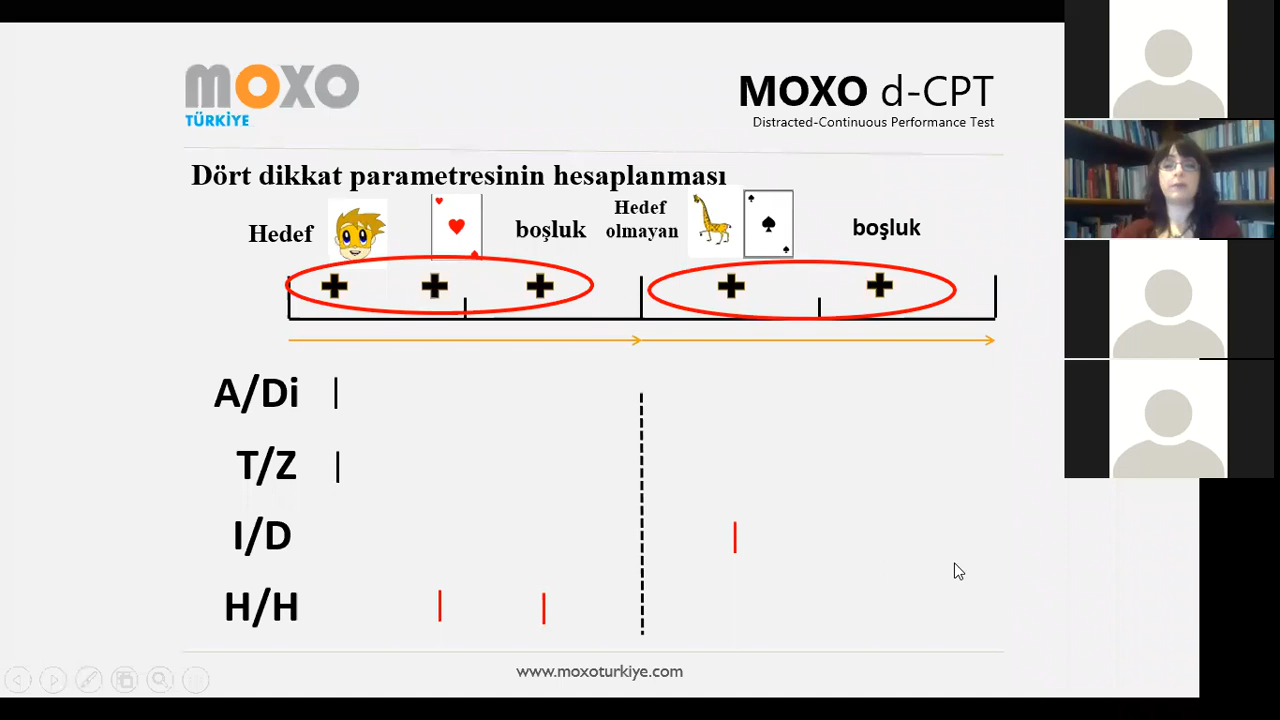 moxo
TÜRKİYE
MOXO d-CPT
Distracted-Continuous Performance Test
Dört dikkat parametresinin hesaplanması
Hedef
boşluk
Hedef
olmayan
boşluk
A/Di
T/Z
I/D
H/H
www.moxoturkiye.com